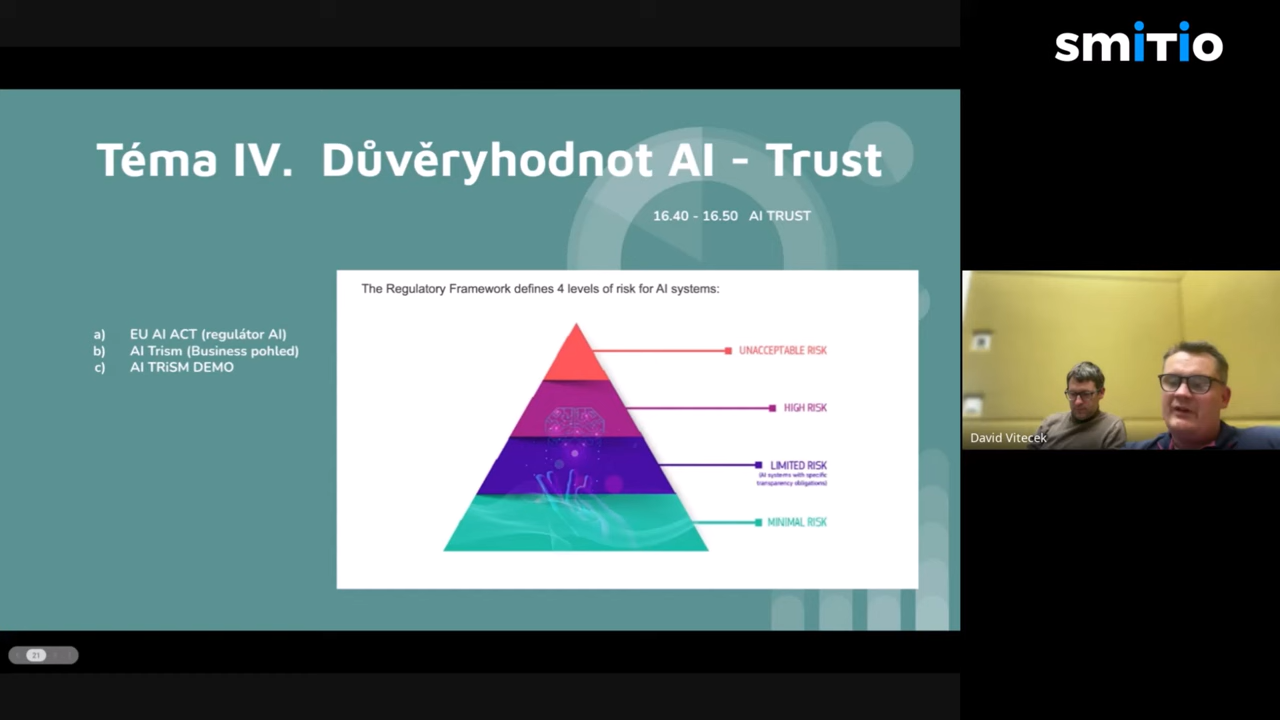 smiTio
Téma IV. Důvěryhodnot AI - Trust
16.40 - 16.50 AI TRUST
The Regulatory Framework defines 4 levels of risk for AI systems:
a) EU AI ACT (regulátor AI)
b) AI Trism (Business pohled)
c) AI TRiSM DEMO
UNACCEPTABLE RISK
HIGH RISK
LIMITED RISK
(AI systems with specific
transparency obligations)
MINIMAL RISK
David Vitecek
21